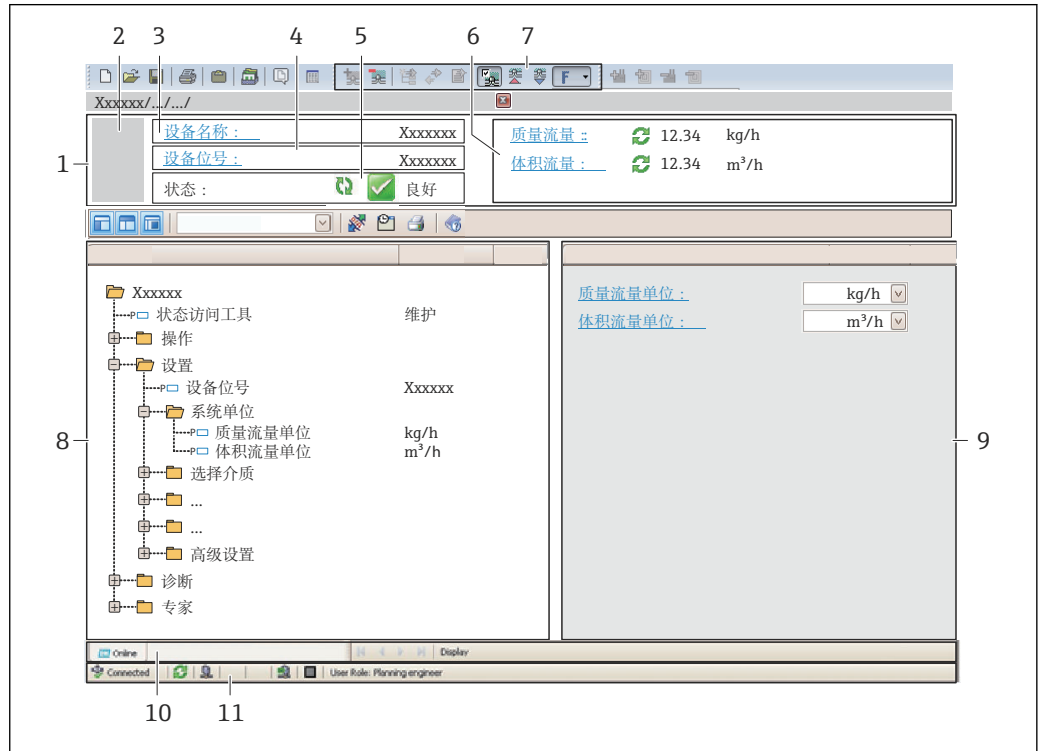 2 3 4 5 6 7
F
Xxxxxx/.../.../
1
设备名称： Xxxxxxx
设备位号： Xxxxxxx
状态： 良好
质量流量 :: 12.34 kg/h
体积流量： 12.34 m³/h
Xxxxxx
P 状态访问工具 维护
操作
设置
P 设备位号 Xxxxxx
系统单位
P 质量流量单位 kg/h
P 体积流量单位 m³/h
选择介质
...
...
高级设置
诊断
专家
8
质量流量单位： kg/h
体积流量单位： m³/h
9
Online Display
Connected User Role: Planning engineer
10 11